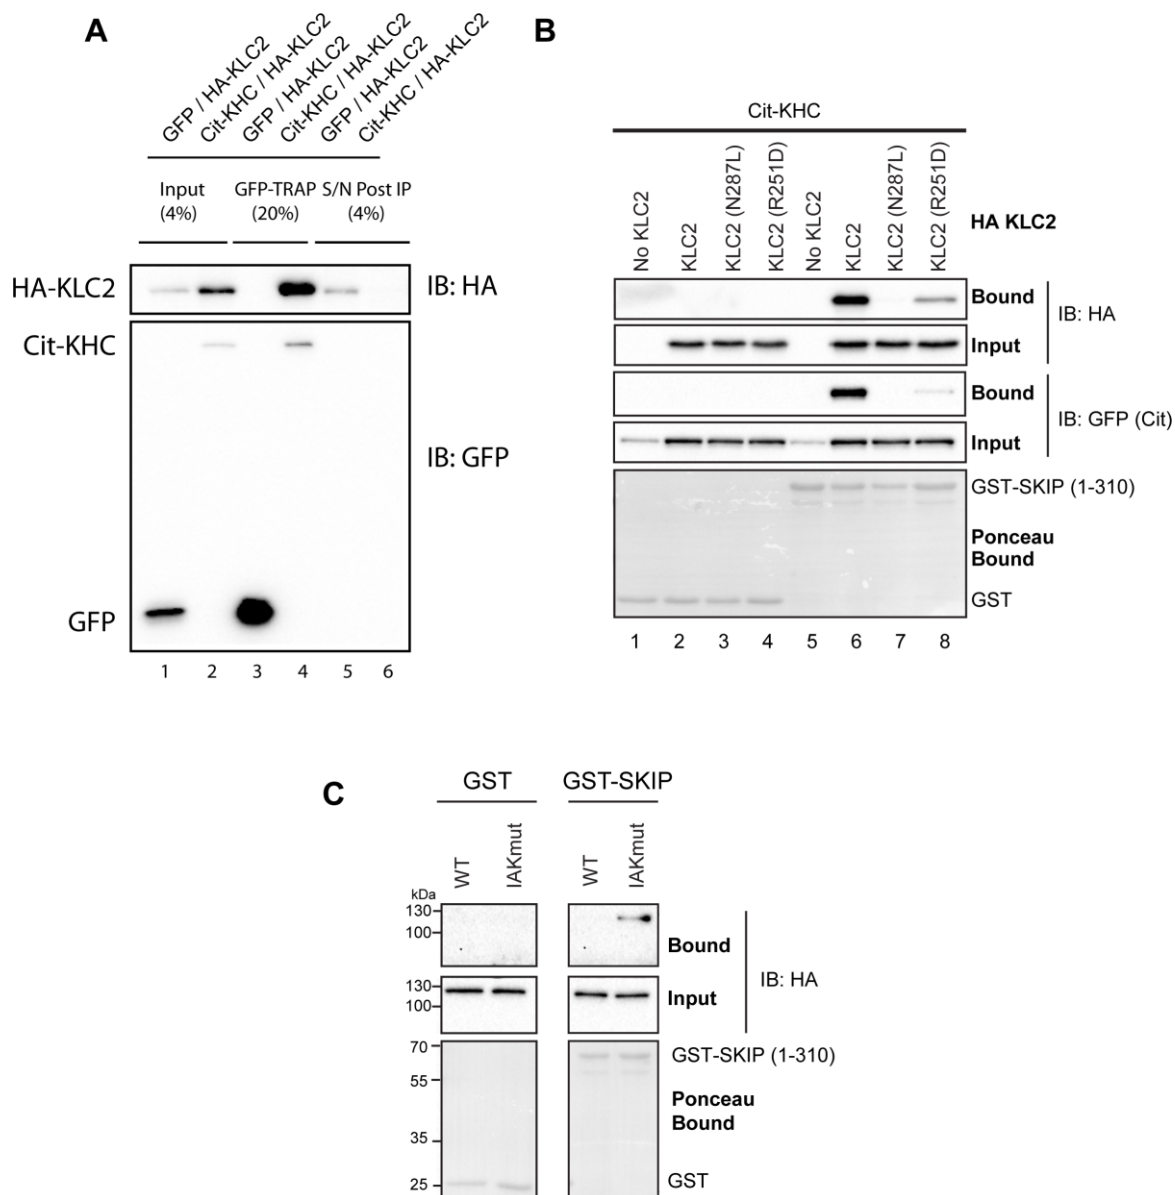 A
GFP / HA-KLC2
Cit-KHC / HA-KLC2
GFP / HA-KLC2
Cit-KHC / HA-KLC2
GFP / HA-KLC2
Cit-KHC / HA-KLC2
Input
(4%)
GFP-TRAP
(20%)
S/N Post IP
(4%)
HA-KLC2
IB: HA
Cit-KHC
IB: GFP
GFP
1 2 3 4 5 6
B
Cit-KHC
No KLC2
KLC2
KLC2 (N287L)
KLC2 (R251D)
No KLC2
KLC2
KLC2 (N287L)
KLC2 (R251D)
HA KLC2
Bound
IB: HA
Input
Bound
IB: GFP (Cit)
Input
GST-SKIP (1-310)
Ponceau
Bound
GST
1 2 3 4 5 6 7 8
C
GST
GST-SKIP
WT
IAKmut
WT
IAKmut
kDa
130
100
Bound
IB: HA
130
100
Input
70
GST-SKIP (1-310)
55
Ponceau
Bound
35
25
GST